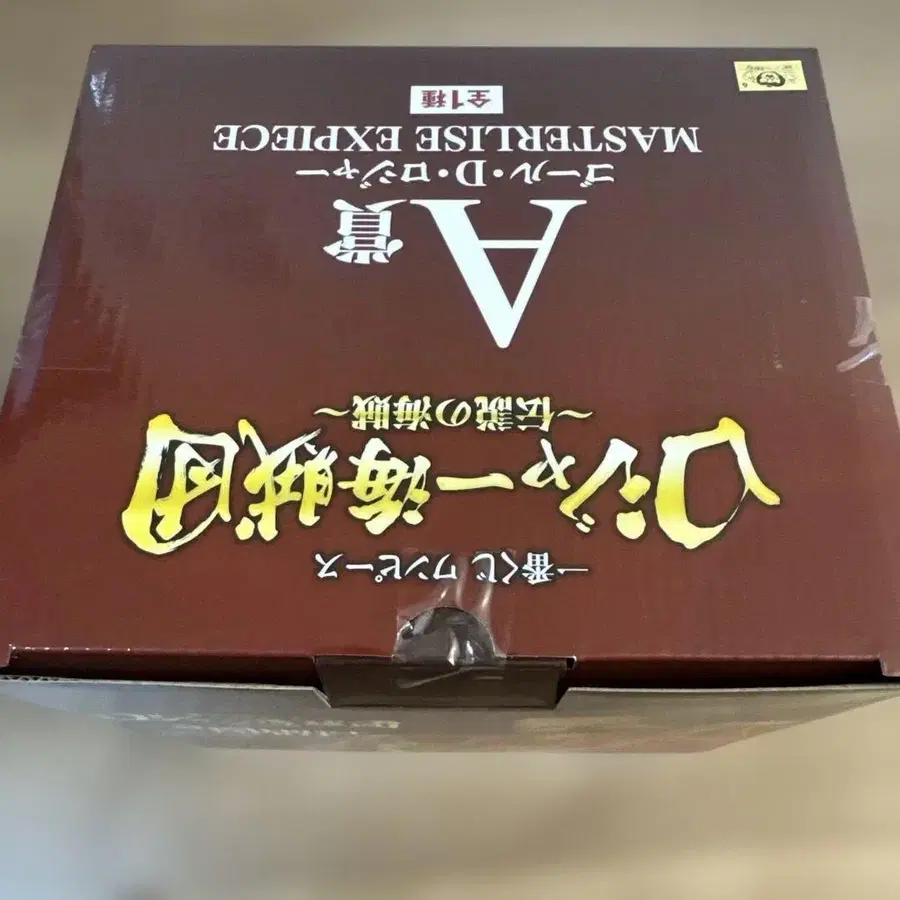 一番くじ ワンピース
ロジャー海賊団
～伝説の海賊～
A賞
ゴール・D・ロジャー
MASTERLISE EXPIECE
全1種